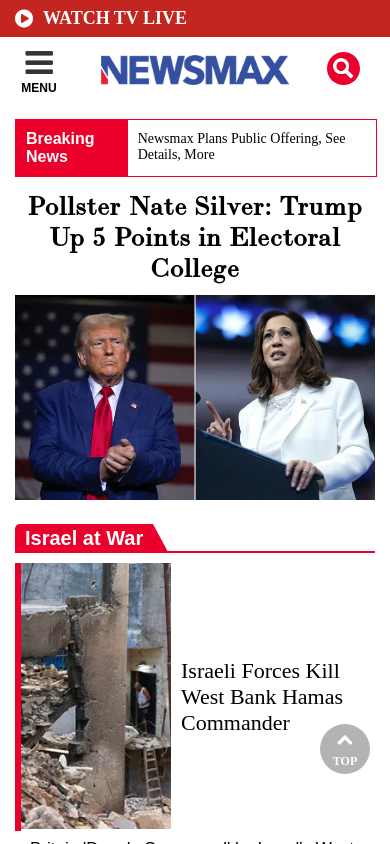 WATCH TV LIVE
MENU
NEWSMAX
Breaking
News
Newsmax Plans Public Offering, See
Details, More
Pollster Nate Silver: Trump
Up 5 Points in Electoral
College
Israel at War
Israeli Forces Kill
West Bank Hamas
Commander
TOP